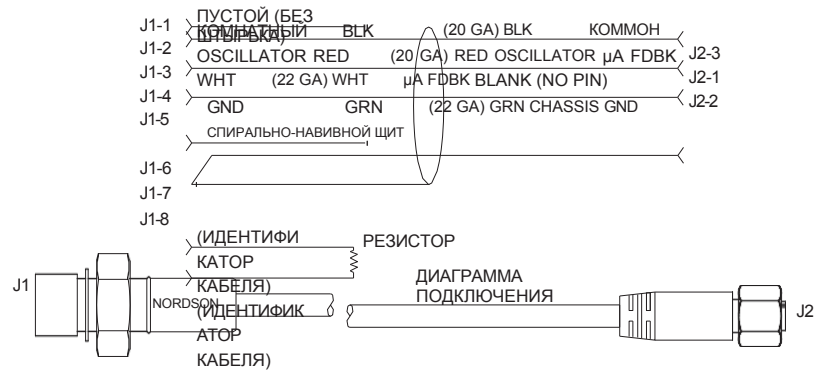 J1-1 ПУСТОЙ (БЕЗ
ШТЫРЬКА)
КОМНАТНЫЙ BLK (20 GA) BLK КОММОН
J1-2 OSCILLATOR RED (20 GA) RED OSCILLATOR µA FDBK J2-3
J1-3 WHT (22 GA) WHT µA FDBK BLANK (NO PIN) J2-1
J1-4 GND GRN (22 GA) GRN CHASSIS GND J2-2
J1-5
СПИРАЛЬНО-НАВИВНОЙ ЩИТ
J1-6
J1-7
J1-8
(ИДЕНТИФИ
КАТОР
КАБЕЛЯ)
РЕЗИСТОР
J1
NORDSON
(ИДЕНТИФИК
АТОР
КАБЕЛЯ)
ДИАГРАММА
ПОДКЛЮЧЕНИЯ
J2